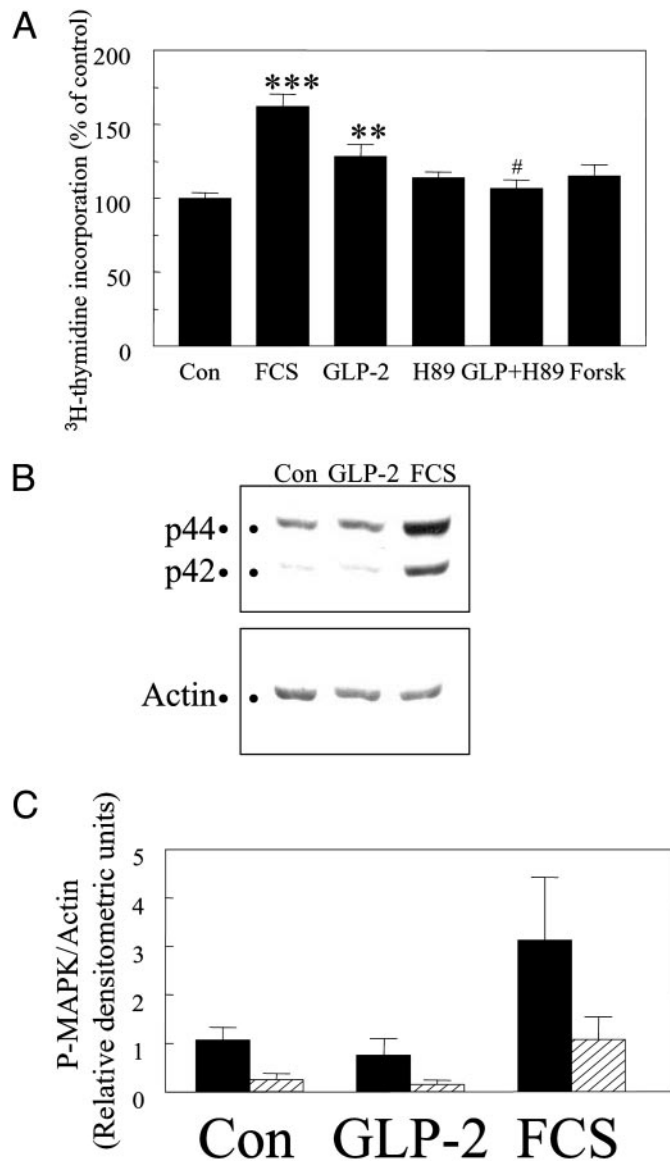 A
³H-thymidine incorporation (% of control)
200
150
100
50
0
***
**
#
Con FCS GLP-2 H89 GLP+H89 Forsk
B
Con GLP-2 FCS
p44
p42
Actin
C
P-MAPK/Actin
(Relative densitometric units)
5
4
3
2
1
0
Con GLP-2 FCS